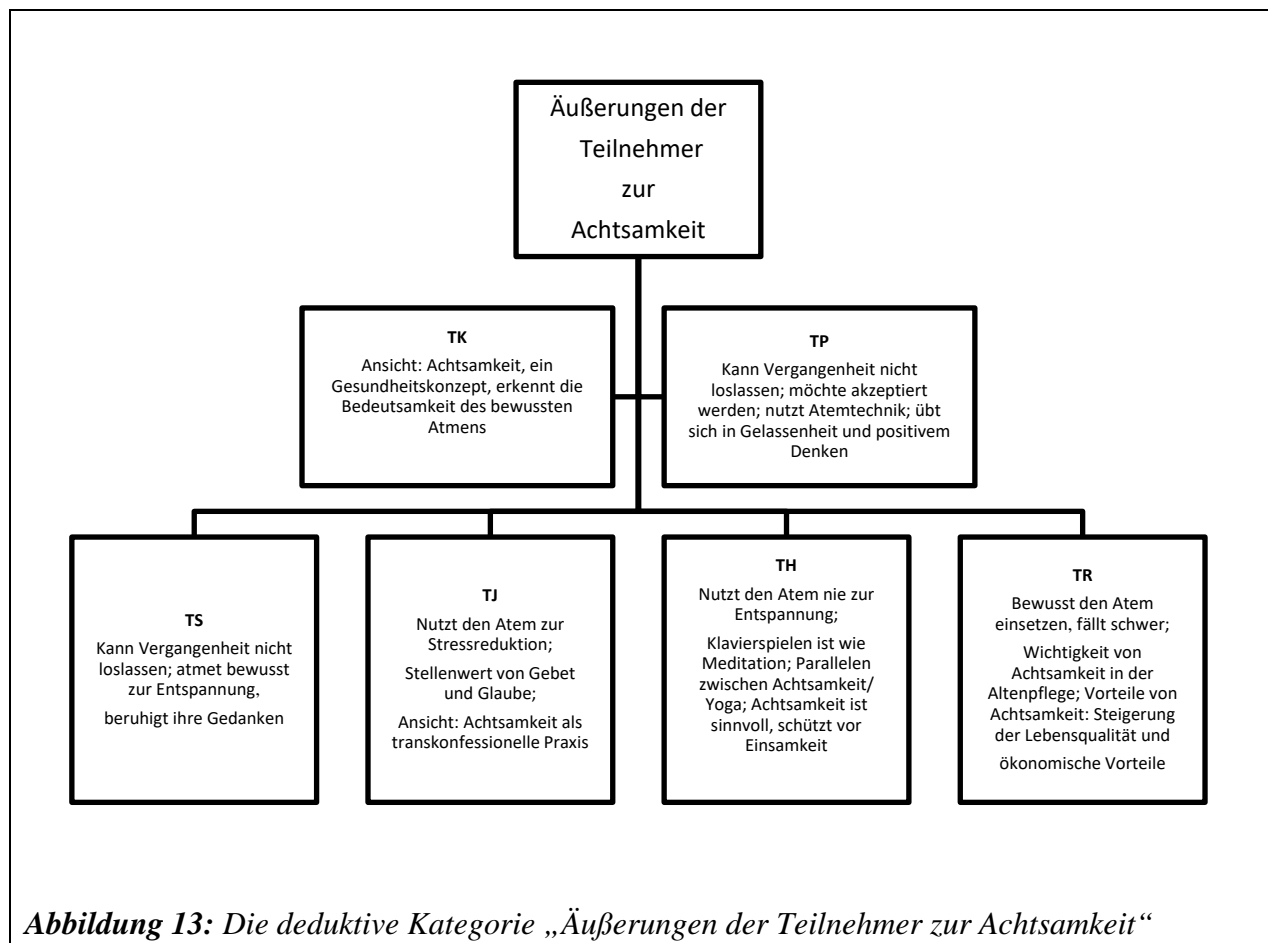 Äußerungen der
Teilnehmer
zur
Achtsamkeit
TK
Ansicht: Achtsamkeit, ein
Gesundheitskonzept, erkennt die
Bedeutsamkeit des bewussten
Atmens
TP
Kann Vergangenheit nicht
loslassen; möchte akzeptiert
werden; nutzt Atemtechnik; übt
sich in Gelassenheit und positivem
Denken
TS
Kann Vergangenheit nicht
loslassen; atmet bewusst
zur Entspannung,
beruhigt ihre Gedanken
TJ
Nutzt den Atem zur
Stressreduktion;
Stellenwert von Gebet
und Glaube;
Ansicht: Achtsamkeit als
transkonfessionelle Praxis
TH
Nutzt den Atem nie zur
Entspannung;
Klavierspielen ist wie
Meditation; Parallelen
zwischen Achtsamkeit/
Yoga; Achtsamkeit ist
sinnvoll, schützt vor
Einsamkeit
TR
Bewusst den Atem
einsetzen, fällt schwer;
Wichtigkeit von
Achtsamkeit in der
Altenpflege; Vorteile von
Achtsamkeit: Steigerung
der Lebensqualität und
ökonomische Vorteile
Abbildung 13: Die deduktive Kategorie „Äußerungen der Teilnehmer zur Achtsamkeit“